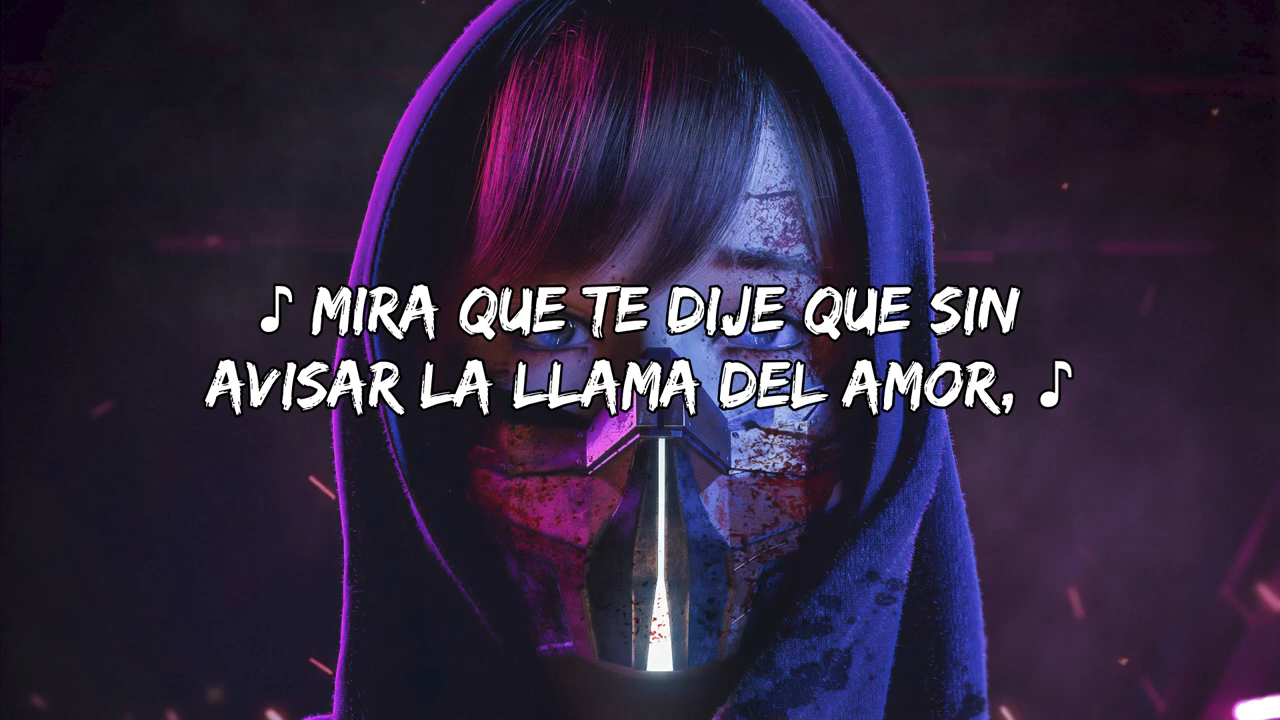 ♪ MIRA QUE TE DIJE QUE SIN
AVISAR LA LLAMA DEL AMOR, ♪